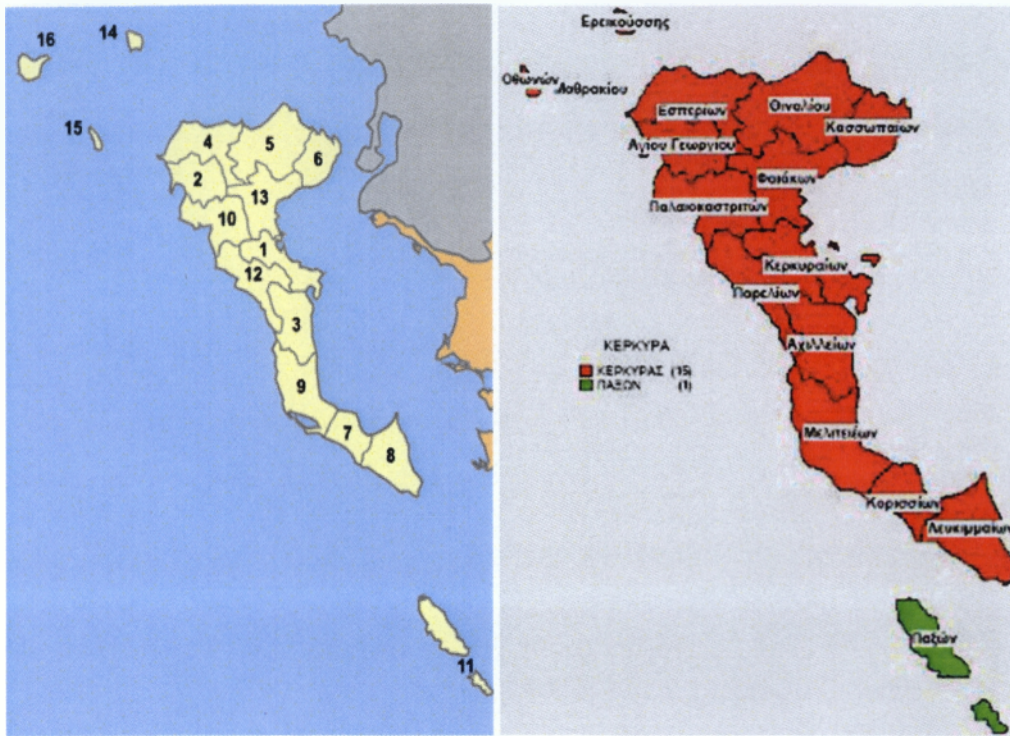 16
14
15
4
5
6
2
13
10
1
12
3
9
7
8
11
Ερεικούσσης
Οθωνών
Μαθρακίου
Εσπερίων
Θιναλίου
Κασσωπαίων
Αγίου Γεωργίου
Φαιάκων
Παλαιοκαστριτών
Κερκυραίων
Παρελίων
Αχιλλείων
ΚΕΡΚΥΡΑ
ΚΕΡΚΥΡΑΣ (15)
ΠΑΞΩΝ (1)
Μελιτειέων
Κορισσίων
Λευκιμμαίων
Παξών